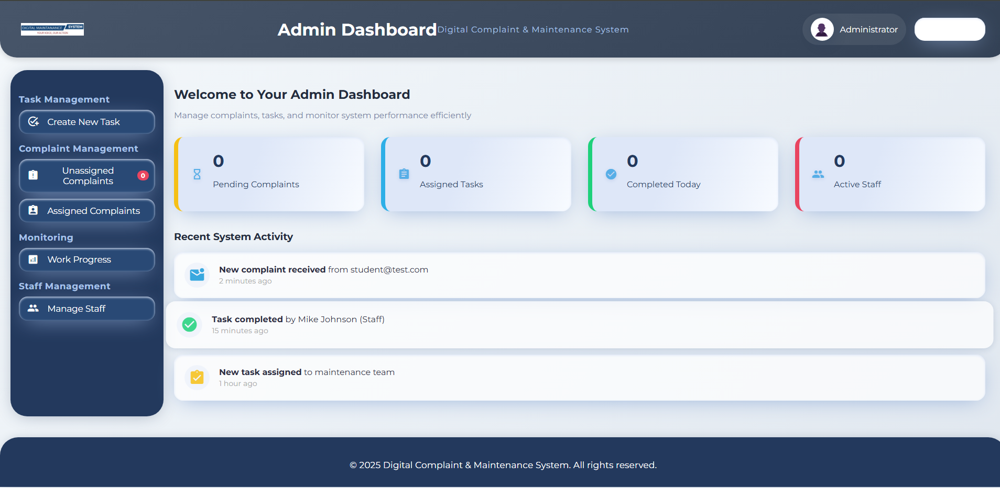 DIGITAL MAINTANANCE SYSTEM
YOUR VOICE, OUR ACTION
Admin Dashboard Digital Complaint & Maintenance System
Administrator
Task Management
Create New Task
Complaint Management
Unassigned
Complaints
0
Assigned Complaints
Monitoring
Work Progress
Staff Management
Manage Staff
Welcome to Your Admin Dashboard
Manage complaints, tasks, and monitor system performance efficiently
0
Pending Complaints
0
Assigned Tasks
0
Completed Today
0
Active Staff
Recent System Activity
New complaint received from student@test.com
2 minutes ago
Task completed by Mike Johnson (Staff)
15 minutes ago
New task assigned to maintenance team
1 hour ago
© 2025 Digital Complaint & Maintenance System. All rights reserved.